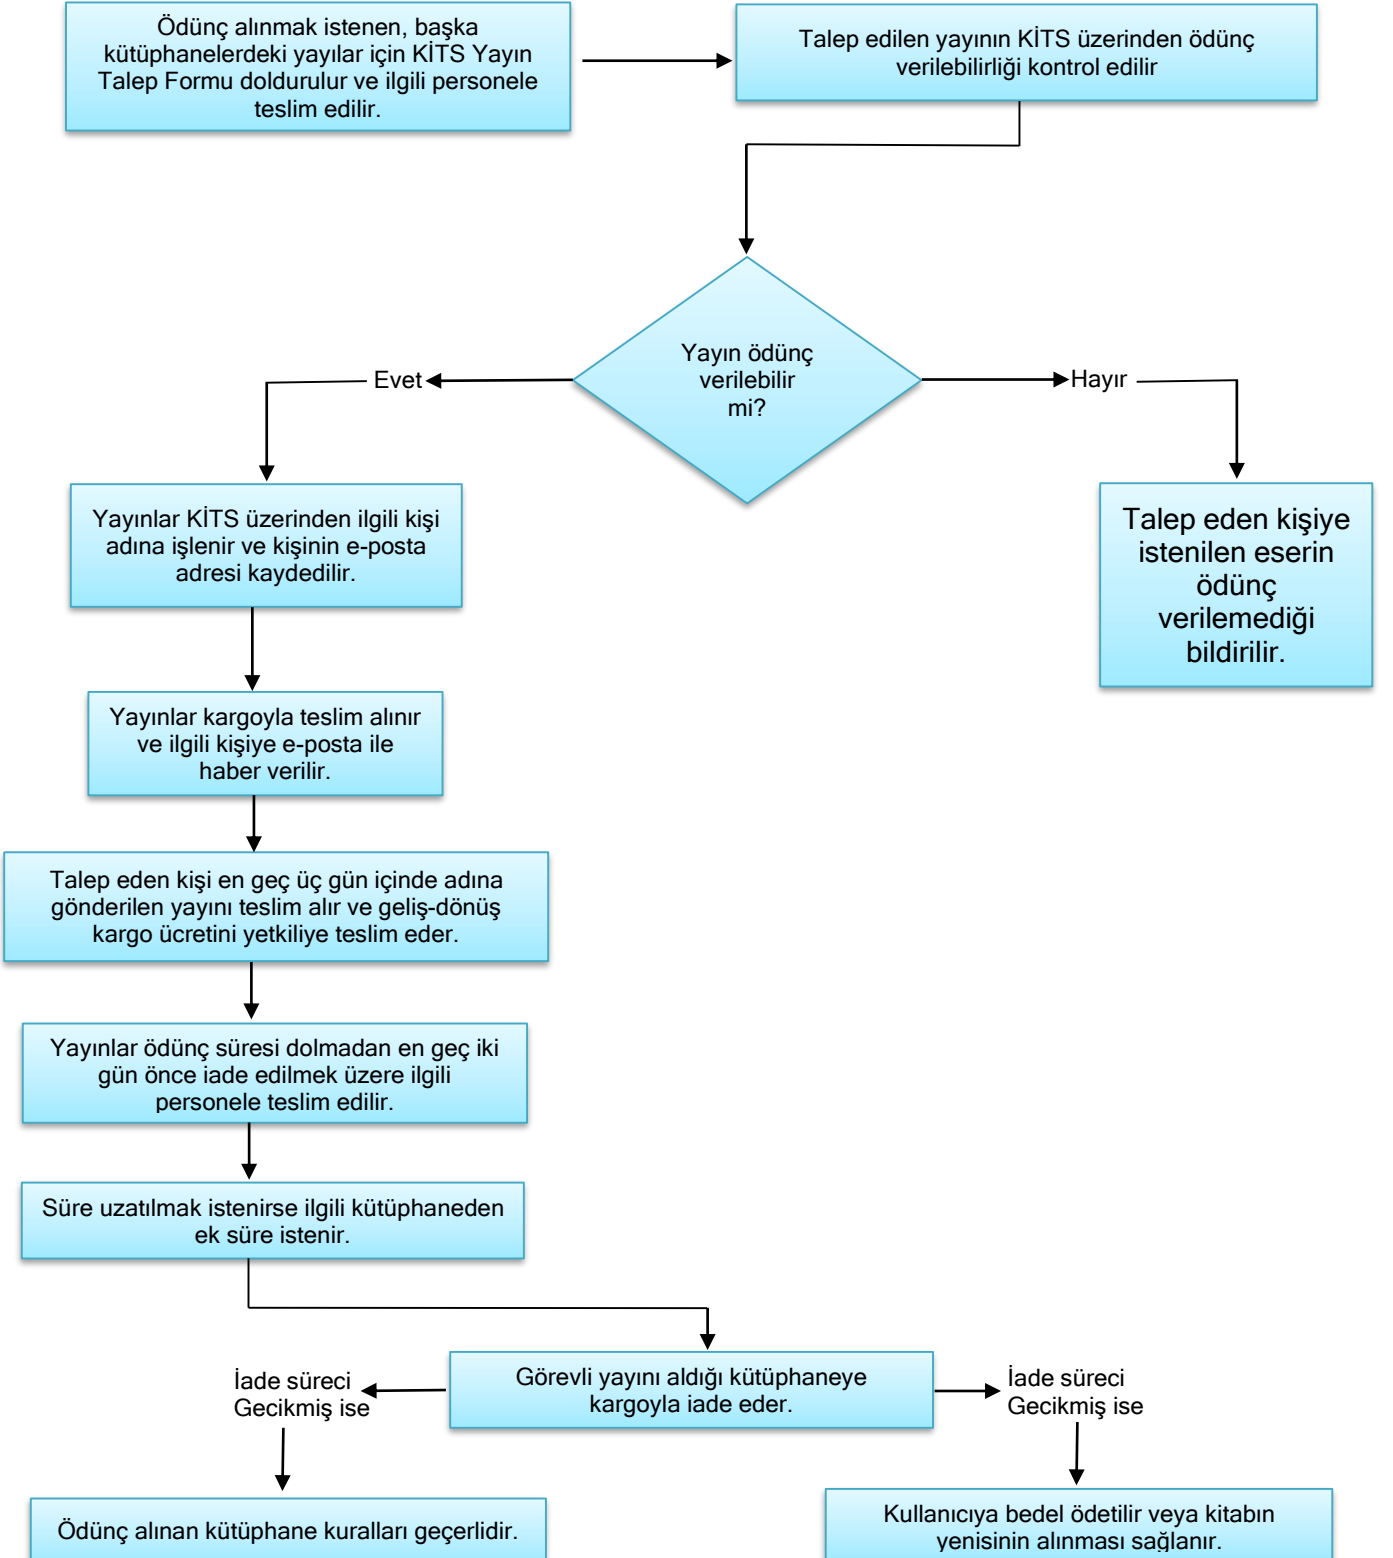 Ödünç alınmak istenen, başka
kütüphanelerdeki yayılar için KİTS Yayın
Talep Formu doldurulur ve ilgili personele
teslim edilir.
Talep edilen yayının KİTS üzerinden ödünç
verilebilirliği kontrol edilir
Yayın ödünç
verilebilir
mi?
Evet
Hayır
Yayınlar KİTS üzerinden ilgili kişi
adına işlenir ve kişinin e-posta
adresi kaydedilir.
Talep eden kişiye
istenilen eserin
ödünç
verilemediği
bildirilir.
Yayınlar kargoyla teslim alınır
ve ilgili kişiye e-posta ile
haber verilir.
Talep eden kişi en geç üç gün içinde adına
gönderilen yayını teslim alır ve geliş-dönüş
kargo ücretini yetkiliye teslim eder.
Yayınlar ödünç süresi dolmadan en geç iki
gün önce iade edilmek üzere ilgili
personele teslim edilir.
Süre uzatılmak istenirse ilgili kütüphaneden
ek süre istenir.
Görevli yayını aldığı kütüphaneye
kargoyla iade eder.
İade süreci
Gecikmiş ise
İade süreci
Gecikmiş ise
Ödünç alınan kütüphane kuralları geçerlidir.
Kullanıcıya bedel ödetilir veya kitabın
yenisinin alınması sağlanır.